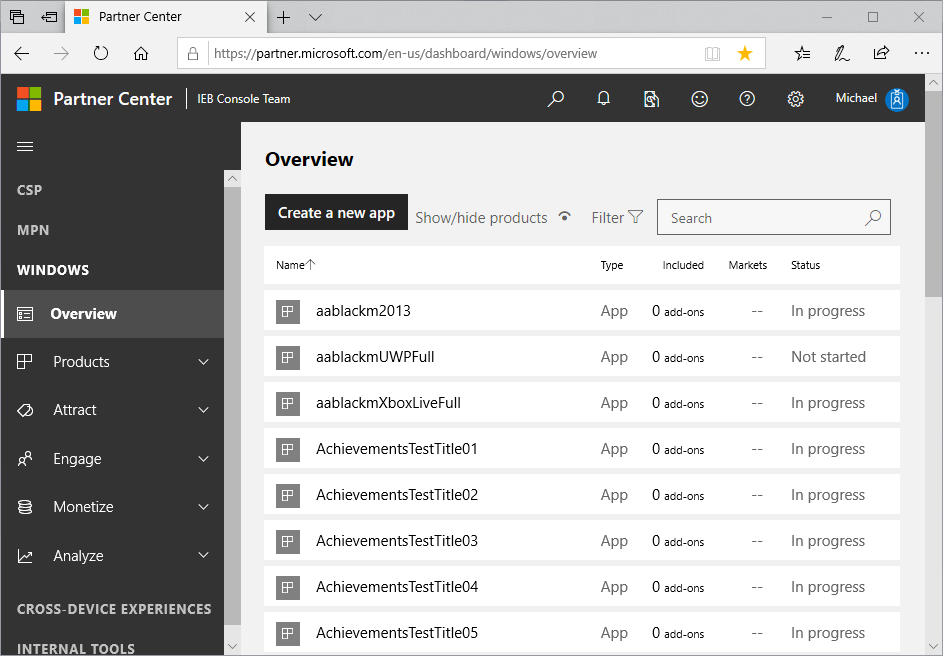 Partner Center
https://partner.microsoft.com/en-us/dashboard/windows/overview
Partner Center IEB Console Team Michael
CSP
MPN
WINDOWS
Overview
Products
Attract
Engage
Monetize
Analyze
CROSS-DEVICE EXPERIENCES
INTERNAL TOOLS
Overview
Create a new app Show/hide products Filter Search
Name Type Included Markets Status
aablackm2013 App 0 add-ons -- In progress
aablackmUWPFull App 0 add-ons -- Not started
aablackmXboxLiveFull App 0 add-ons -- In progress
AchievementsTestTitle01 App 0 add-ons -- In progress
AchievementsTestTitle02 App 0 add-ons -- In progress
AchievementsTestTitle03 App 0 add-ons -- In progress
AchievementsTestTitle04 App 0 add-ons -- In progress
AchievementsTestTitle05 App 0 add-ons -- In progress